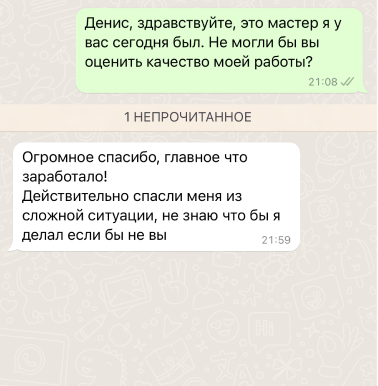 Денис, здравствуйте, это мастер я у
вас сегодня был. Не могли бы вы
оценить качество моей работы?
21:08
1 НЕПРОЧИТАННОЕ
Огромное спасибо, главное что
заработало!
Действительно спасли меня из
сложной ситуации, не знаю что бы я
делал если бы не вы
21:59